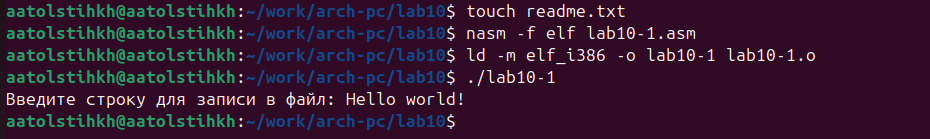 aatolstihkh@aatolstihkh:~/work/arch-pc/lab10$ touch readme.txt
aatolstihkh@aatolstihkh:~/work/arch-pc/lab10$ nasm -f elf lab10-1.asm
aatolstihkh@aatolstihkh:~/work/arch-pc/lab10$ ld -m elf_i386 -o lab10-1 lab10-1.o
aatolstihkh@aatolstihkh:~/work/arch-pc/lab10$ ./lab10-1
Введите строку для записи в файл: Hello world!
aatolstihkh@aatolstihkh:~/work/arch-pc/lab10$